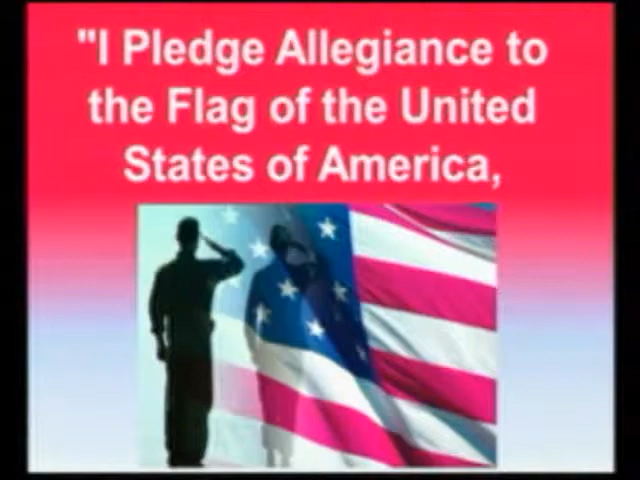 "I Pledge Allegiance to
the Flag of the United
States of America,